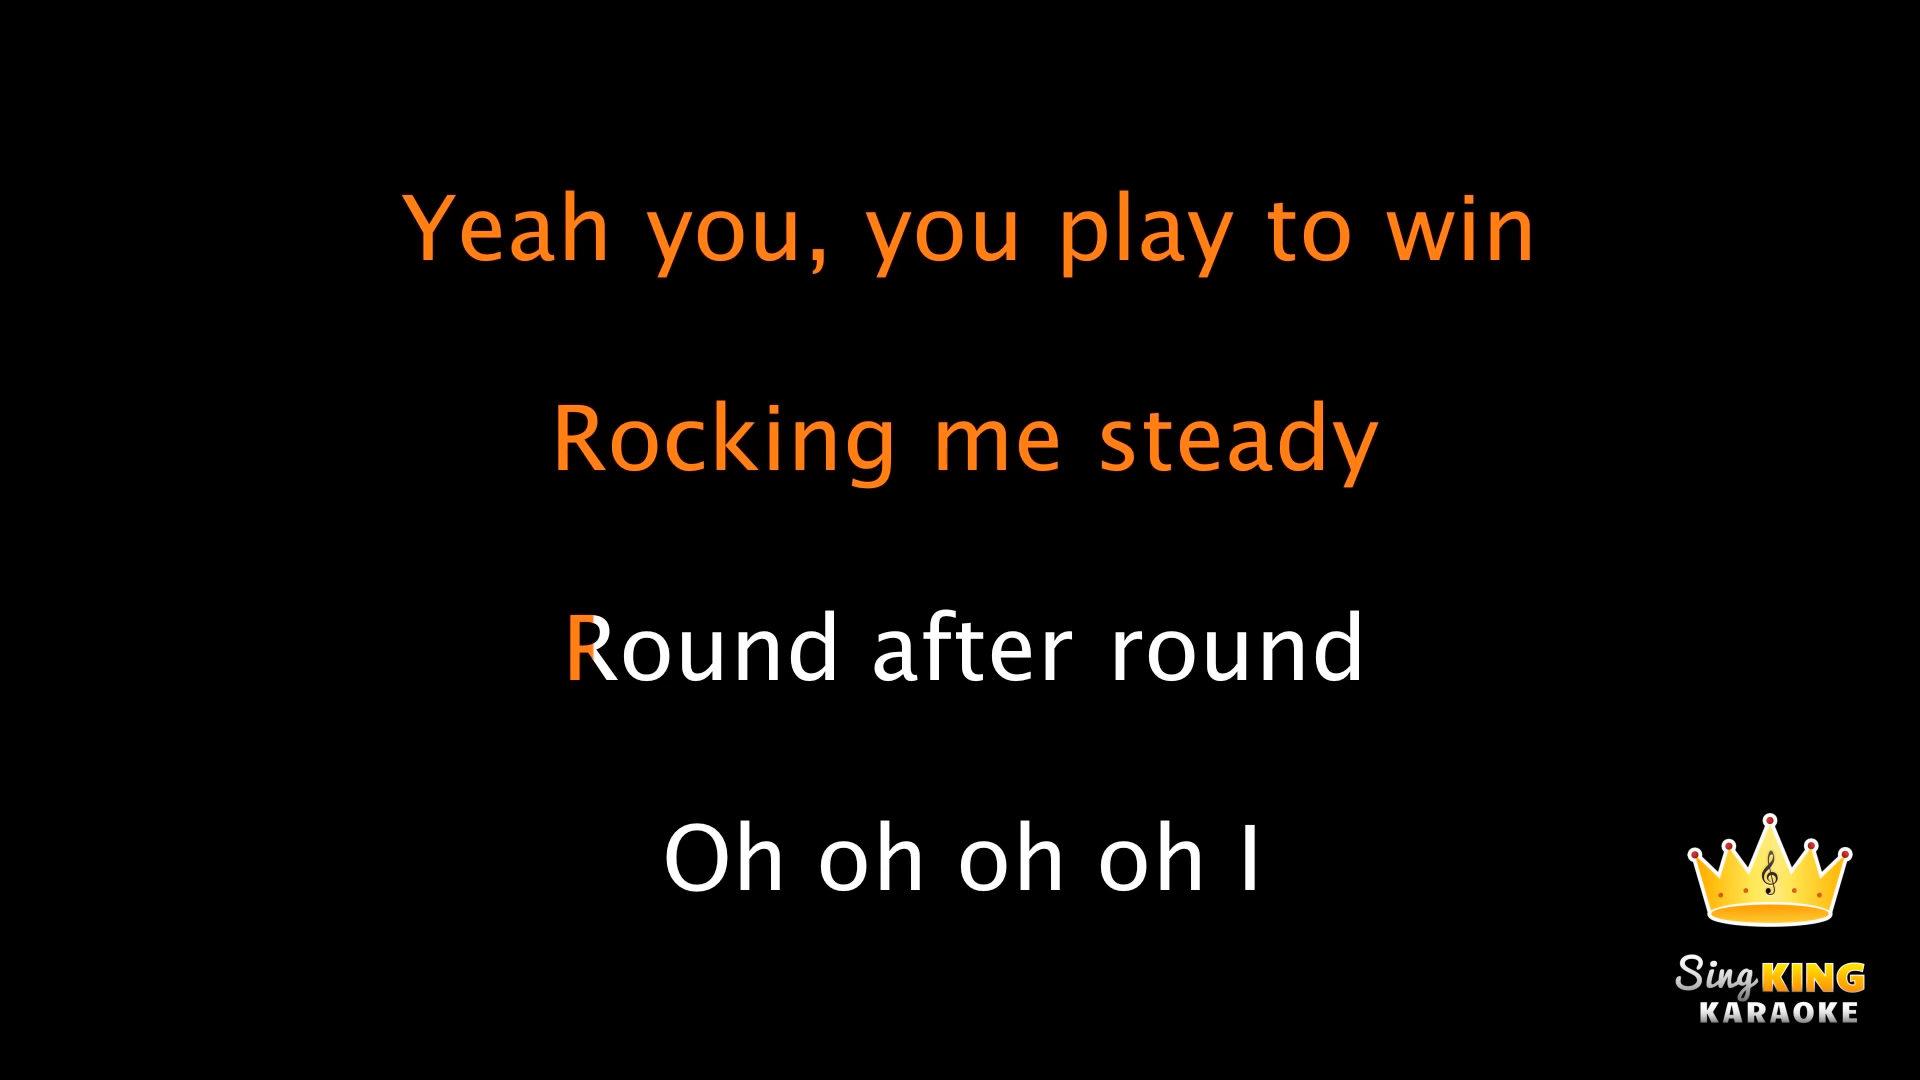 Yeah you, you play to win
Rocking me steady
Round after round
Oh oh oh oh I
Sing KING
KARAOKE